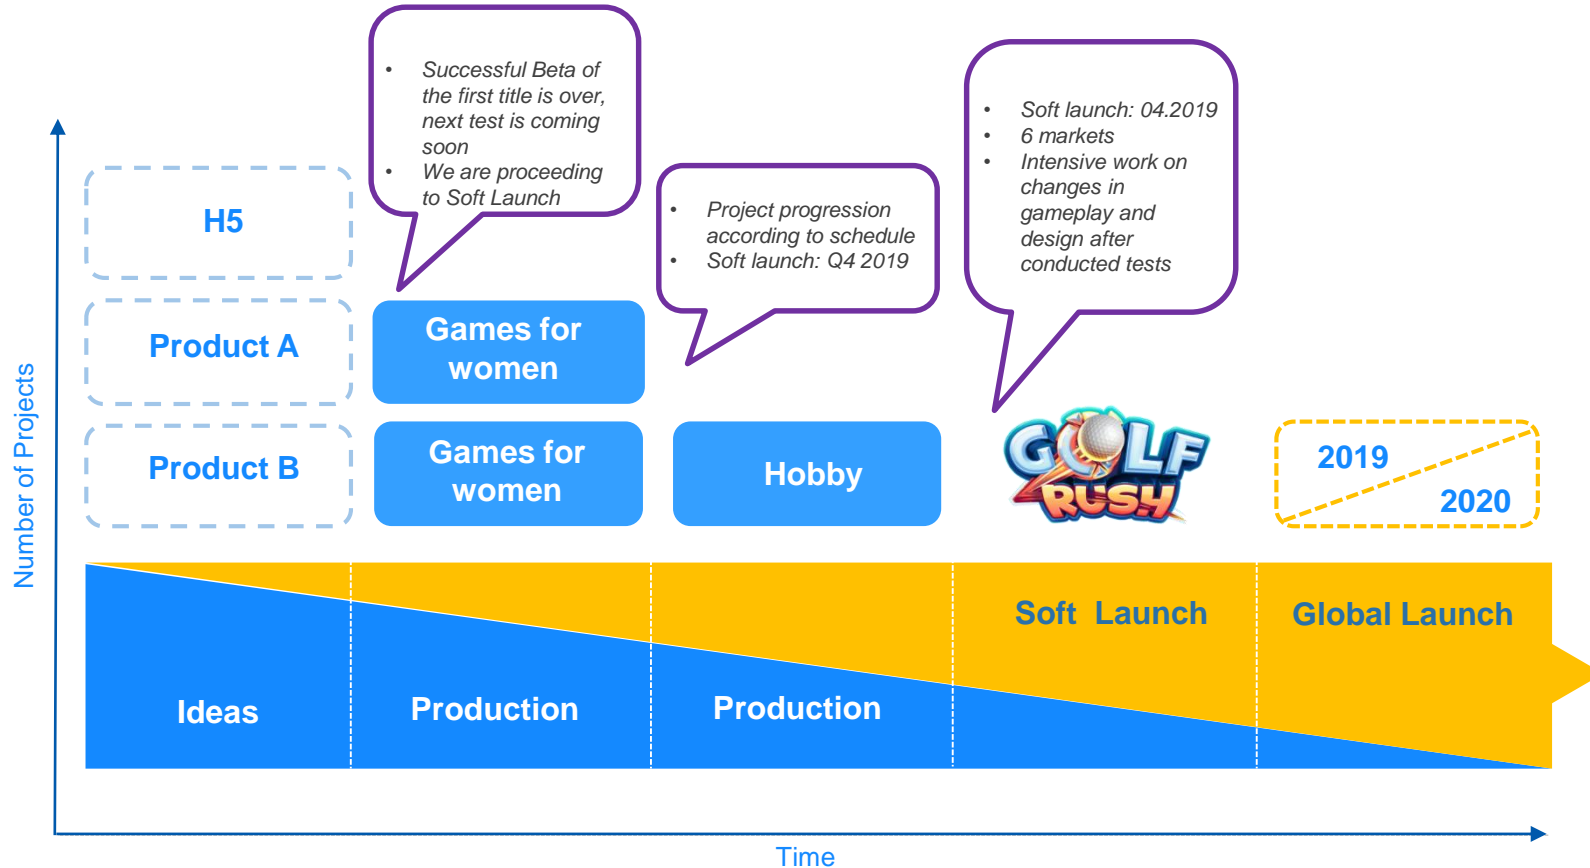 • Successful Beta of
the first title is over,
next test is coming
soon
• We are proceeding
to Soft Launch
• Project progression
according to schedule
• Soft launch: Q4 2019
• Soft launch: 04.2019
• 6 markets
• Intensive work on
changes in
gameplay and
design after
conducted tests
Number of Projects
H5
Product A
Games for
women
Product B
Games for
women
Hobby
GOLF
RUSH
2019
2020
Ideas
Production
Production
Soft Launch
Global Launch
Time